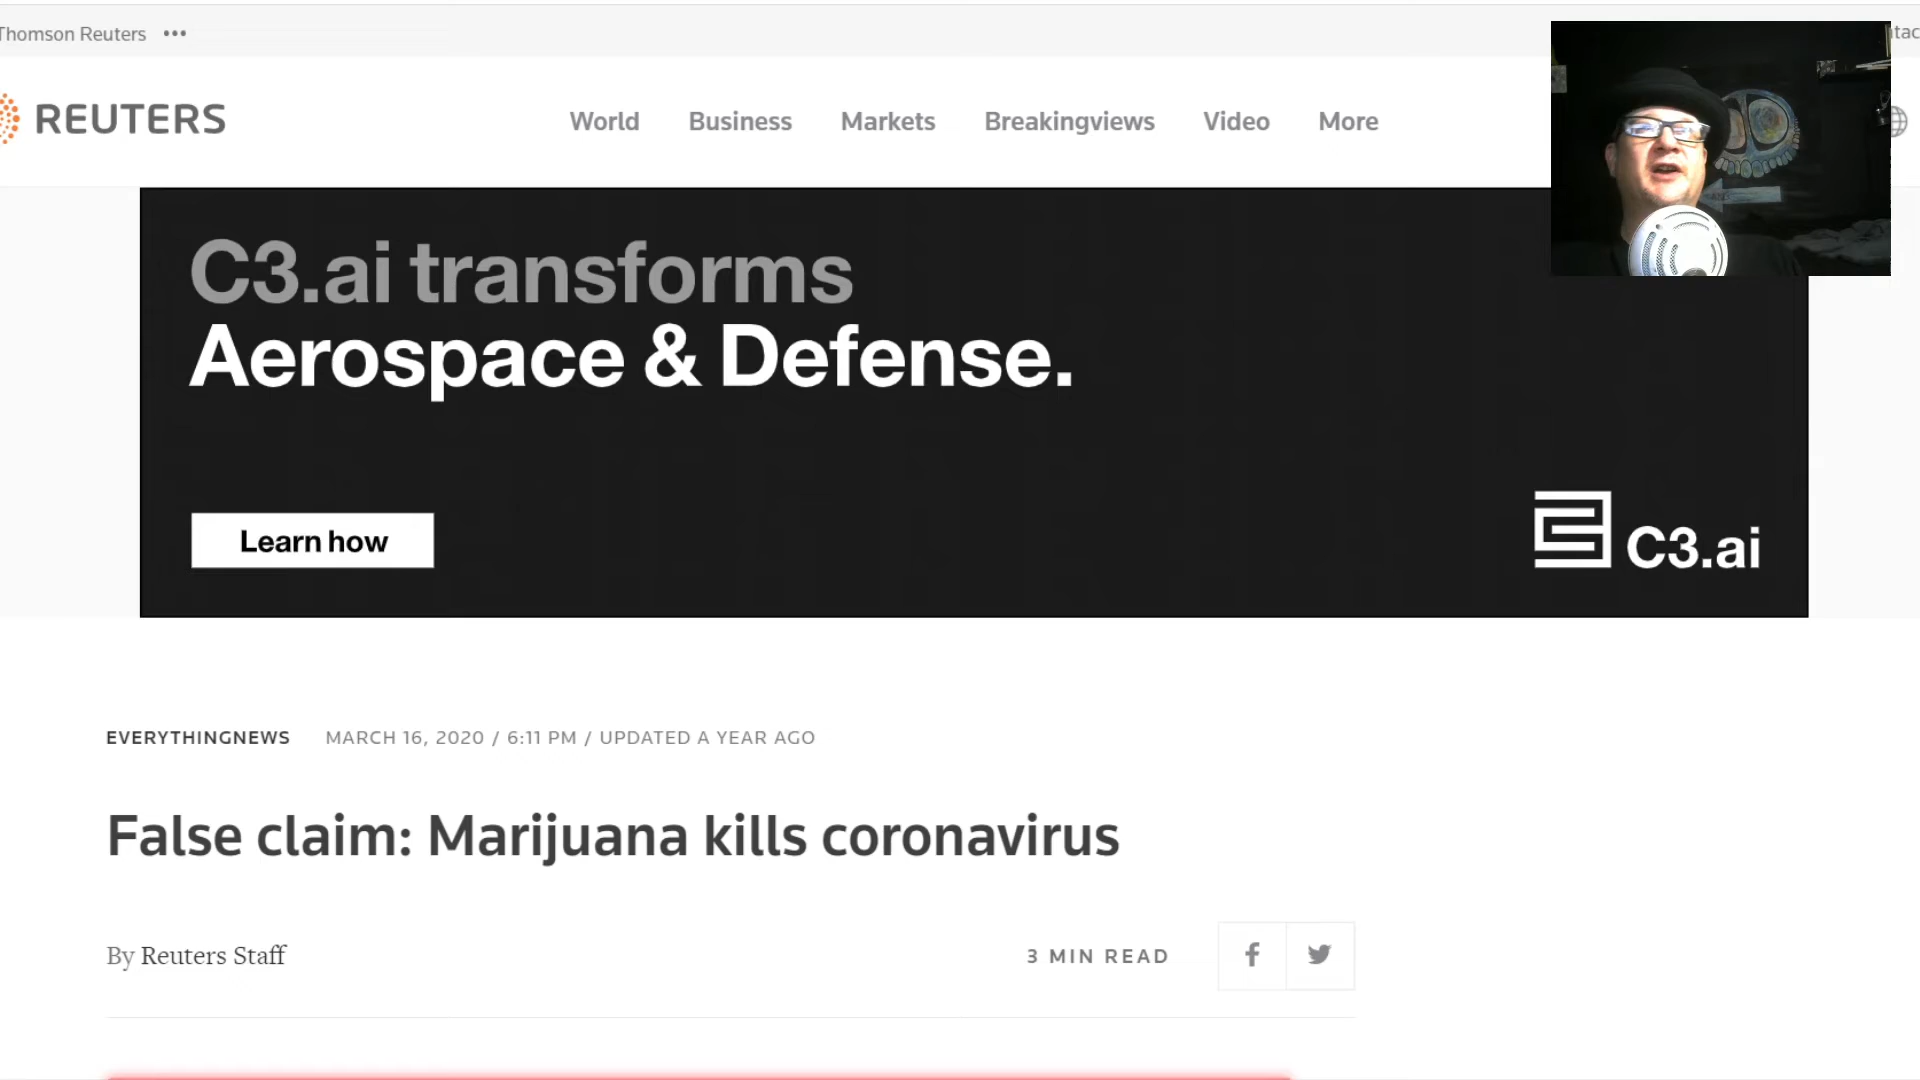 Thomson Reuters •••
REUTERS
World Business Markets Breakingviews Video More
C3.ai transforms
Aerospace & Defense.
Learn how
C3.ai
EVERYTHINGNEWS MARCH 16, 2020 / 6:11 PM / UPDATED A YEAR AGO
False claim: Marijuana kills coronavirus
By Reuters Staff
3 MIN READ